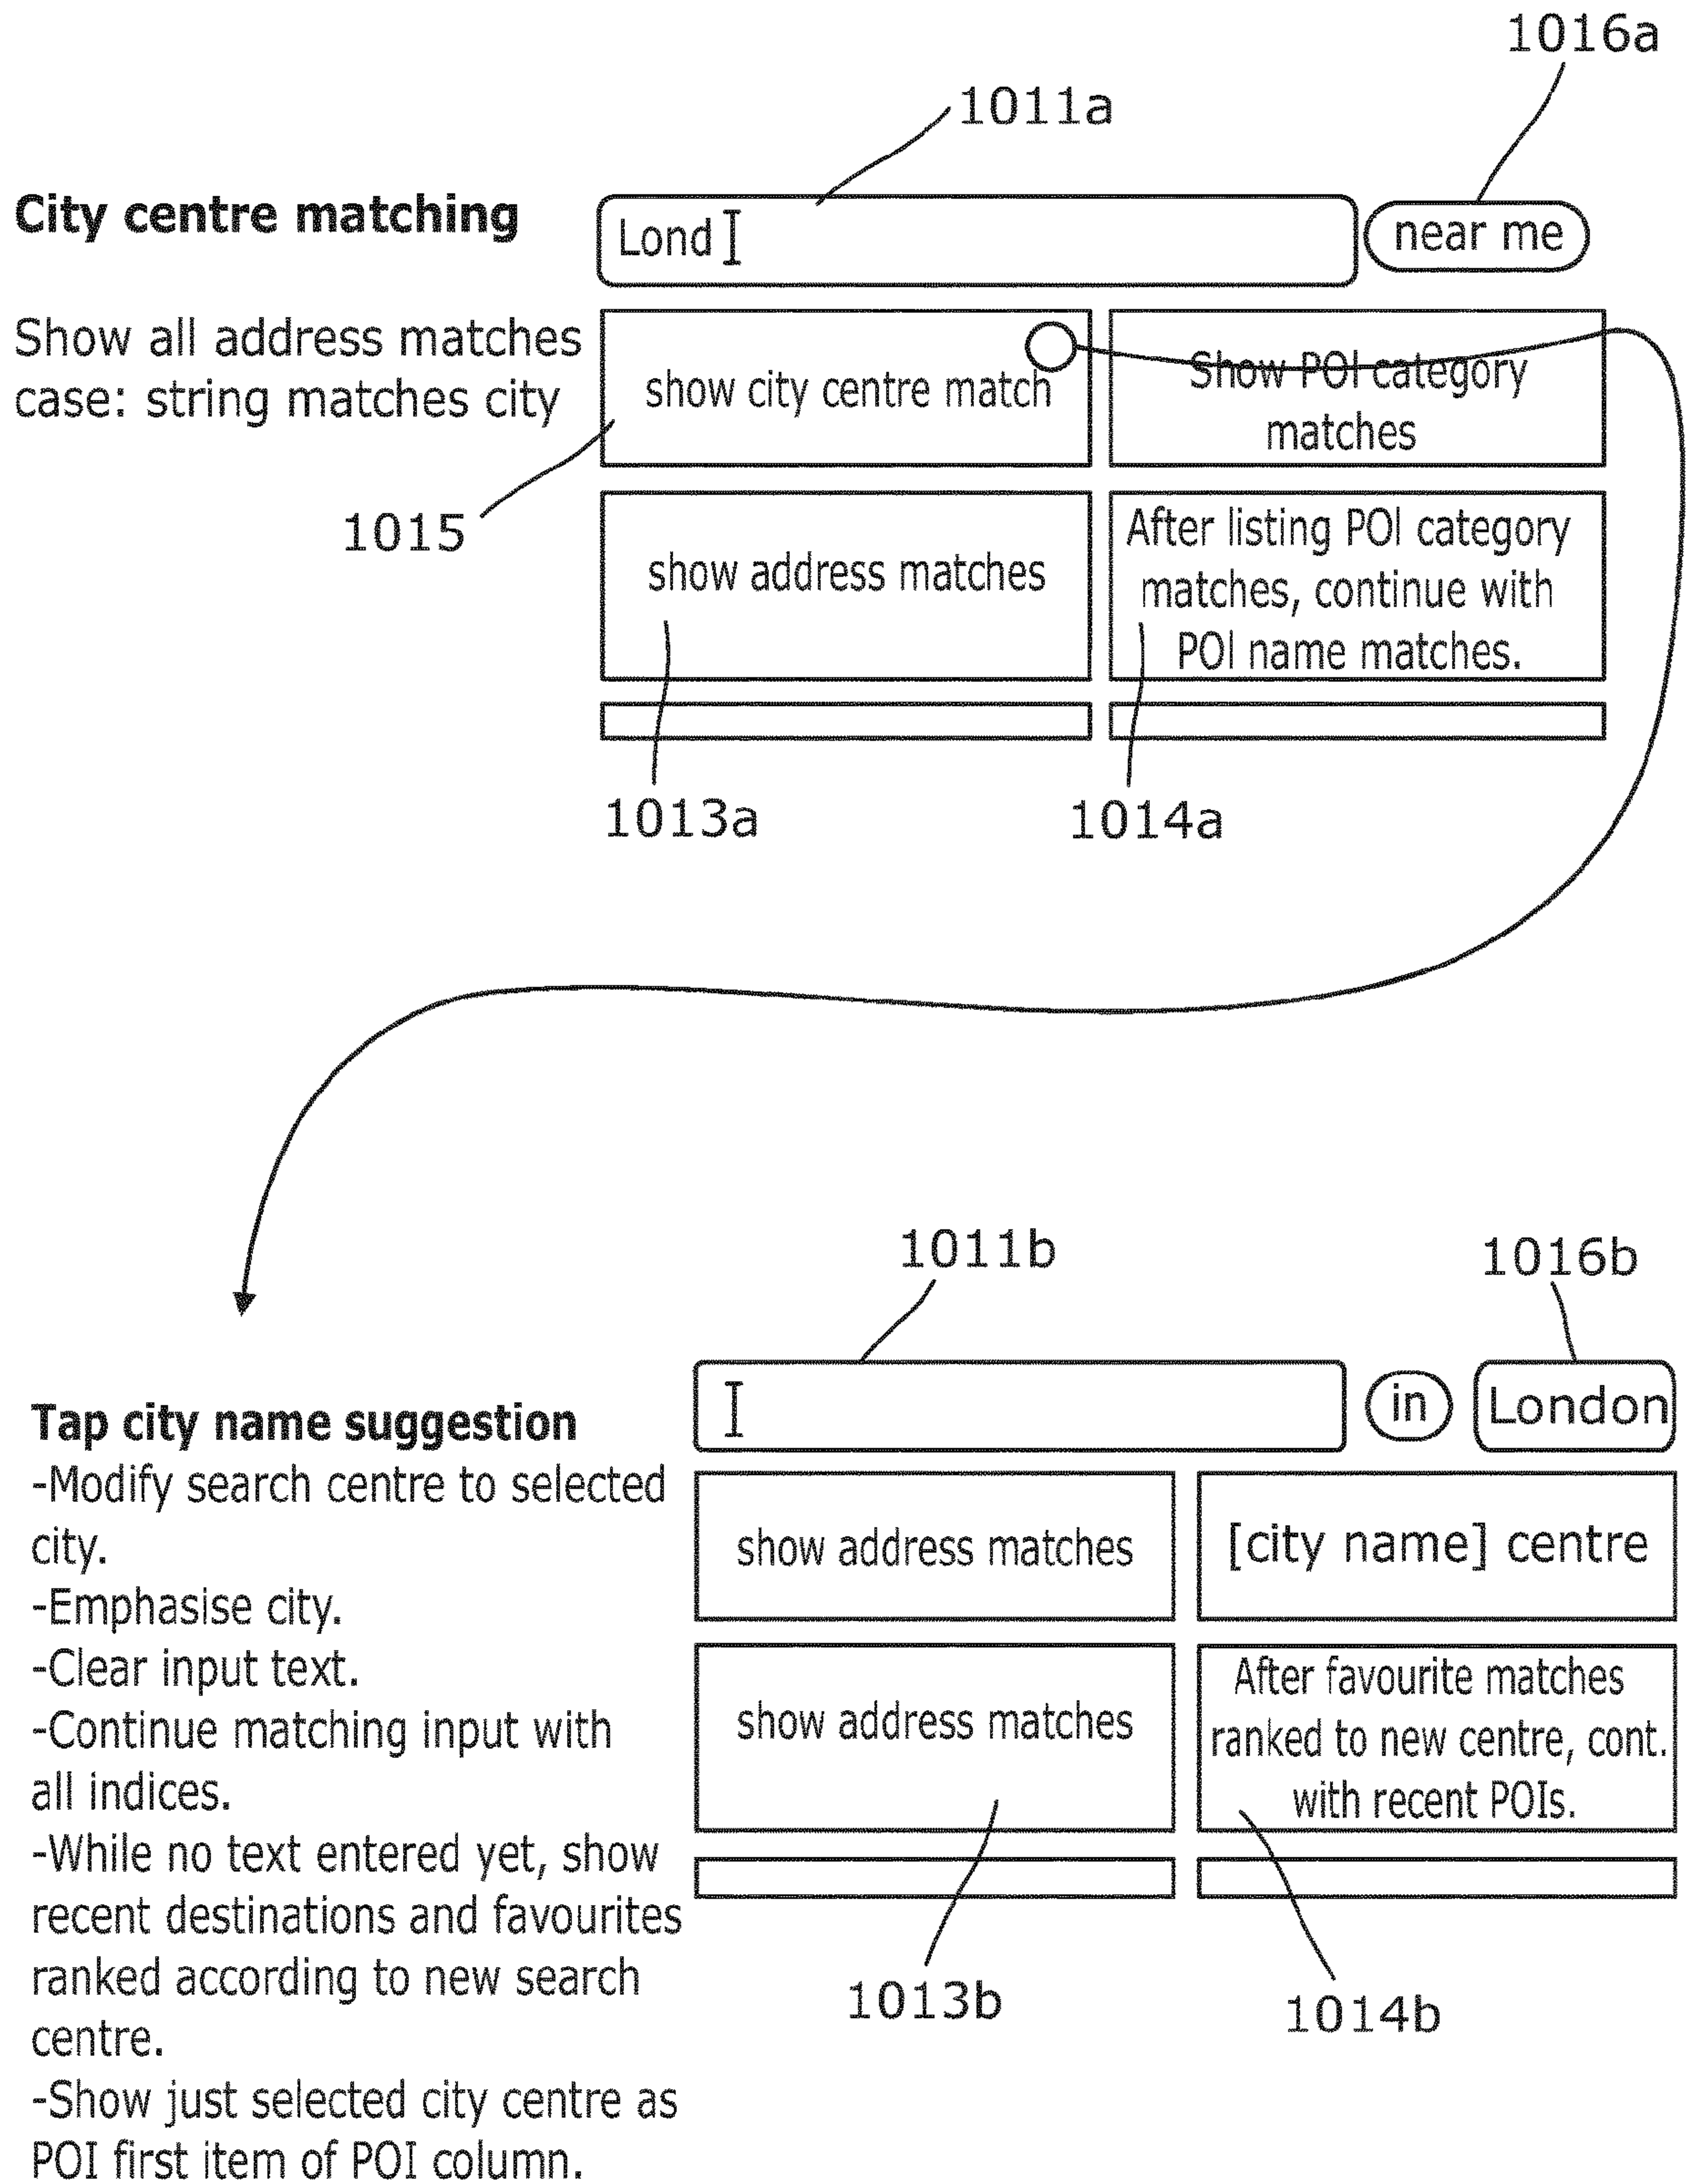 1016a
1011a
City centre matching
Lond
near me
Show all address matches
case: string matches city
show city centre match
Show POI category
matches
1015
show address matches
After listing POI category
matches, continue with
POI name matches.
1013a
1014a
1011b
1016b
in
London
Tap city name suggestion
-Modify search centre to selected
city.
-Emphasise city.
-Clear input text.
-Continue matching input with
all indices.
-While no text entered yet, show
recent destinations and favourites
ranked according to new search
centre.
-Show just selected city centre as
POI first item of POI column.
show address matches
[city name] centre
show address matches
After favourite matches
ranked to new centre, cont.
with recent POIs.
1013b
1014b